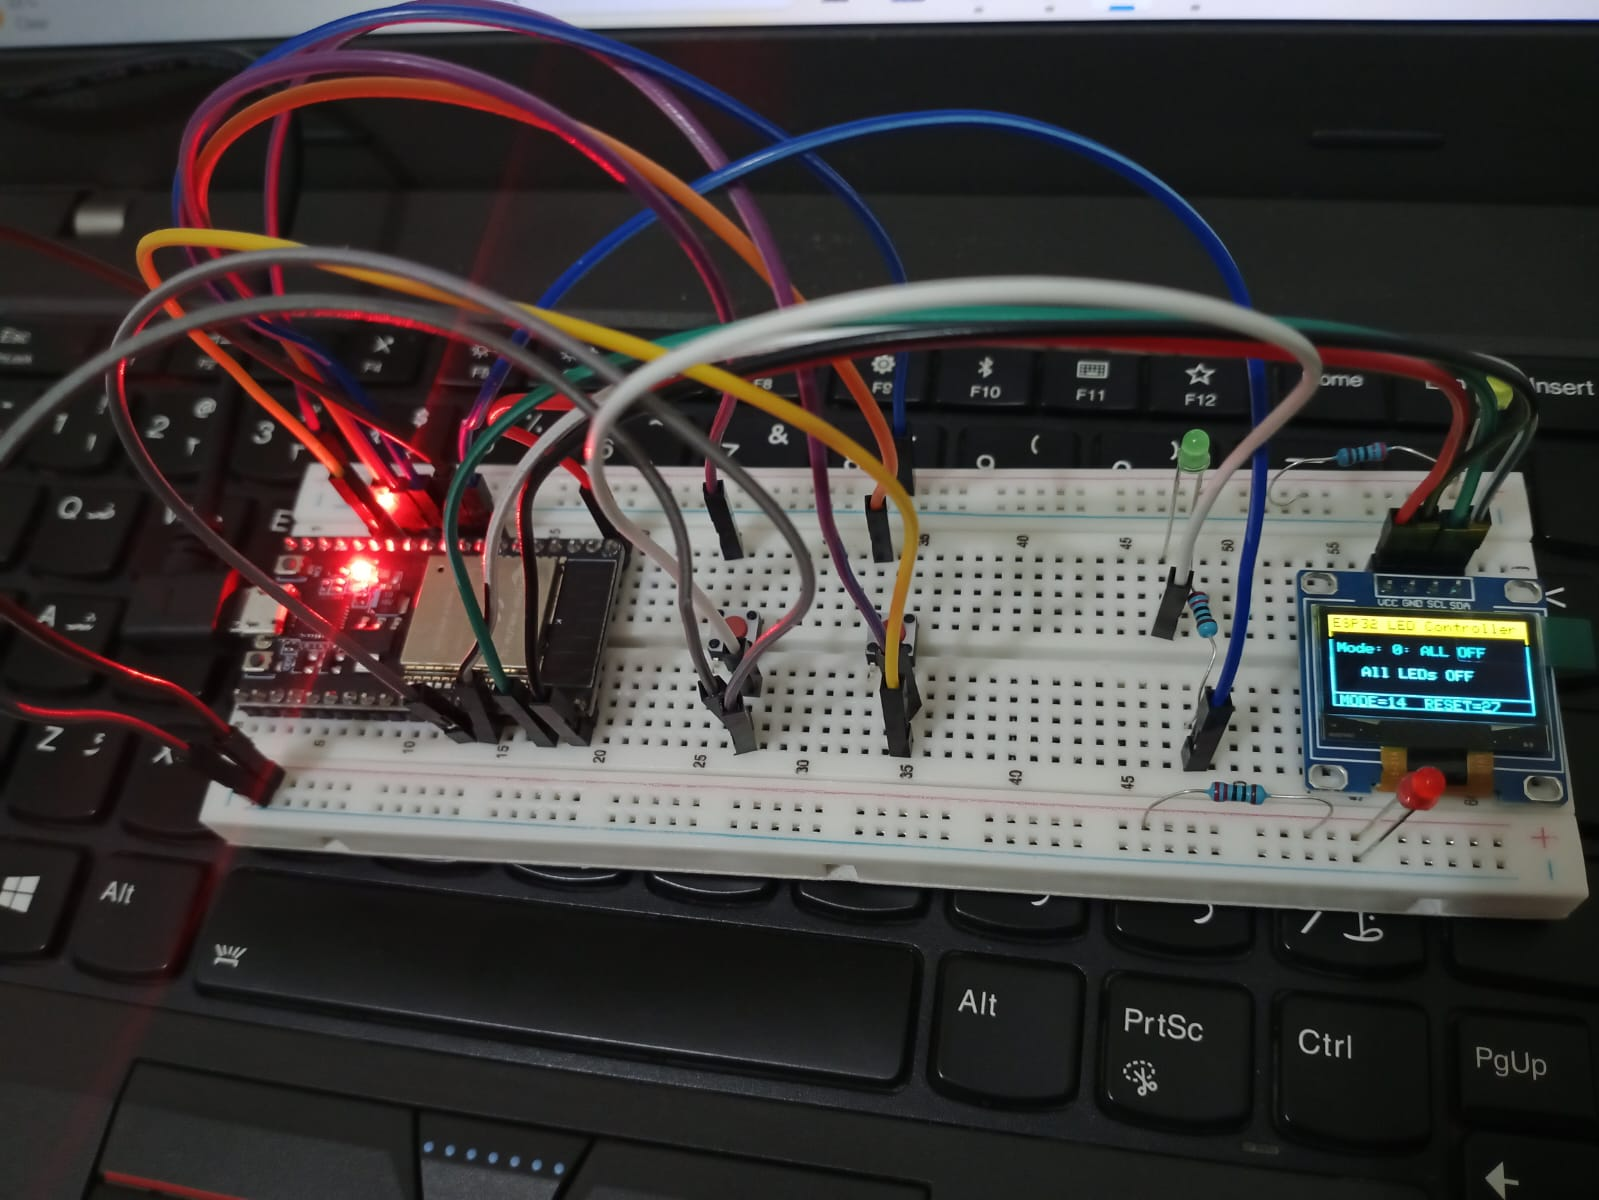 Esc
F4
F8
F9
F10
F11
F12
Insert
1
2 @
3
$
%
&
(
Q
E
A
Z
X
50
55
45
40
35
VCC GND SCL SDA
ESP32 LED Controller
Mode: 0: ALL OFF
All LEDs OFF
MODE=14 RESET=27
5
10
15
20
25
30
35
40
45
+
Alt
Alt
PrtSc
Ctrl
PgUp